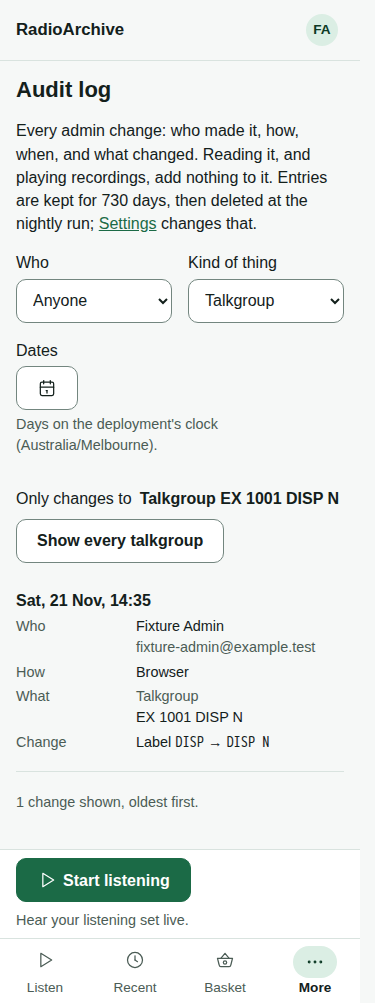 RadioArchive
FA
Audit log
Every admin change: who made it, how,
when, and what changed. Reading it, and
playing recordings, add nothing to it. Entries
are kept for 730 days, then deleted at the
nightly run; Settings changes that.
Who
Kind of thing
Anyone
Talkgroup
Dates
Days on the deployment's clock
(Australia/Melbourne).
Only changes to Talkgroup EX 1001 DISP N
Show every talkgroup
Sat, 21 Nov, 14:35
Who
Fixture Admin
fixture-admin@example.test
How
Browser
What
Talkgroup
EX 1001 DISP N
Change
Label DISP → DISP N
1 change shown, oldest first.
Start listening
Hear your listening set live.
Listen
Recent
Basket
More